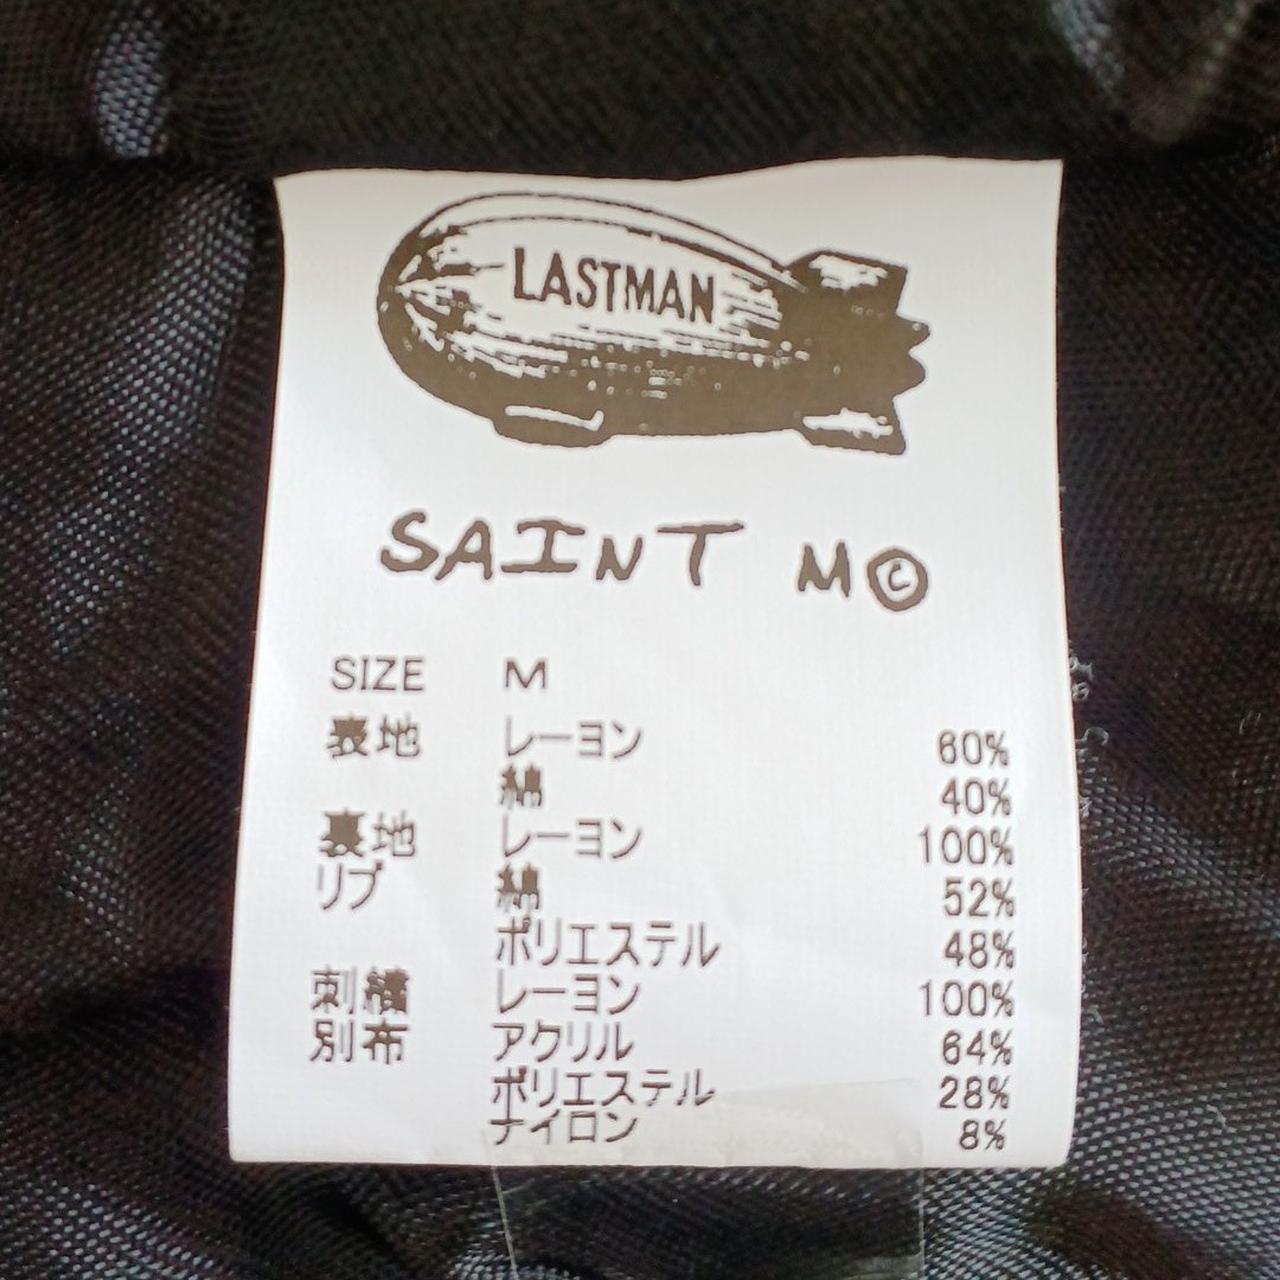 LASTMAN
SAINT M©
SIZE M
表地 レーヨン 60%
綿 40%
裏地 レーヨン 100%
リブ 綿 52%
ポリエステル 48%
刺繍 レーヨン 100%
別布 アクリル 64%
ポリエステル 28%
ナイロン 8%